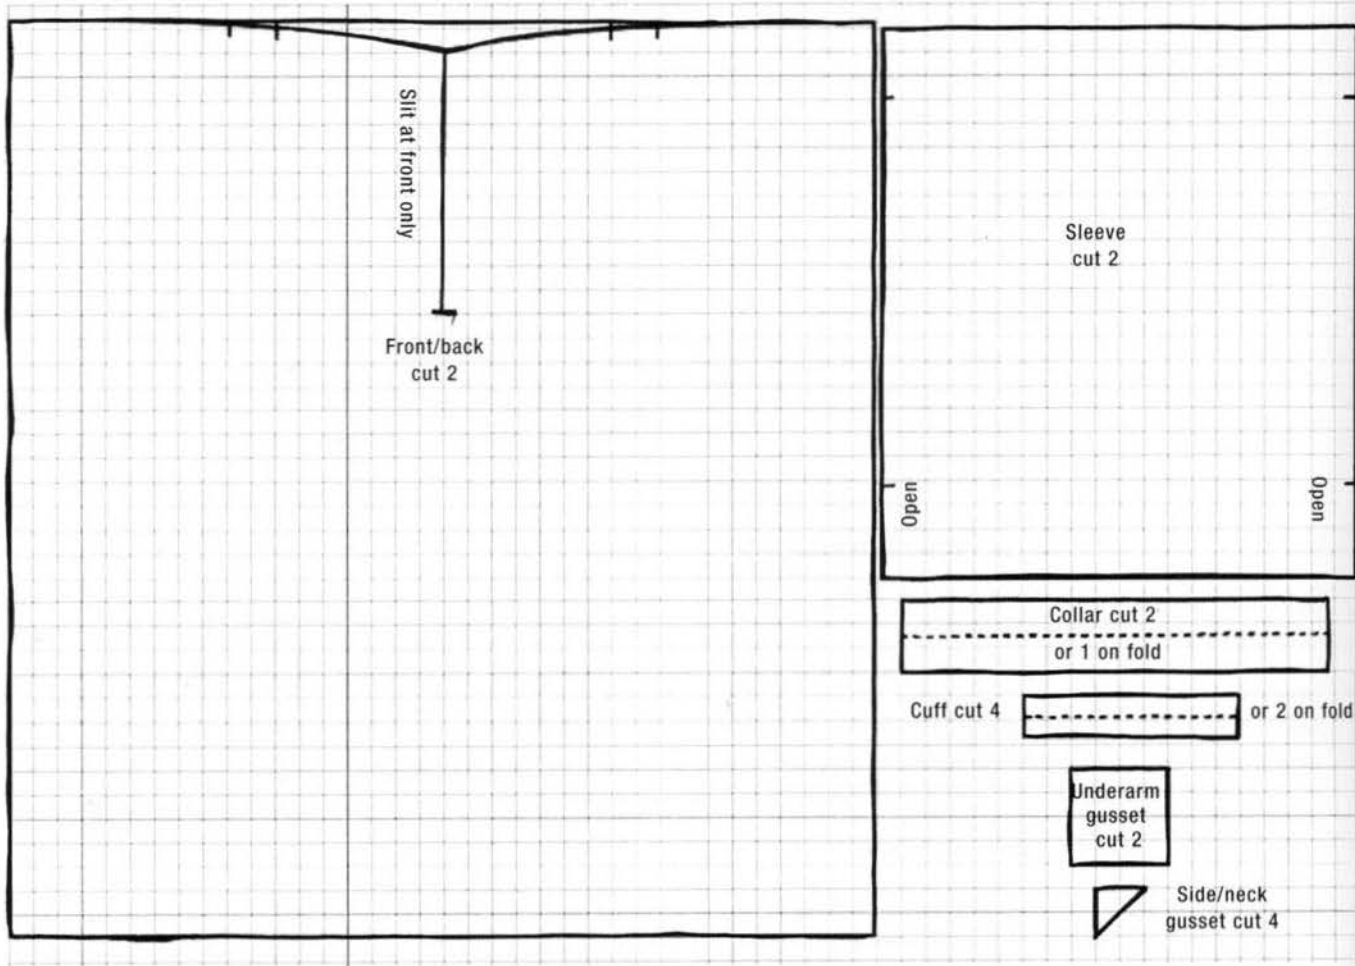 Slit at front only
Front/back
cut 2
Sleeve
cut 2
Open
Open
Collar cut 2
or 1 on fold
Cuff cut 4
or 2 on fold
Underarm
gusset
cut 2
Side/neck
gusset cut 4